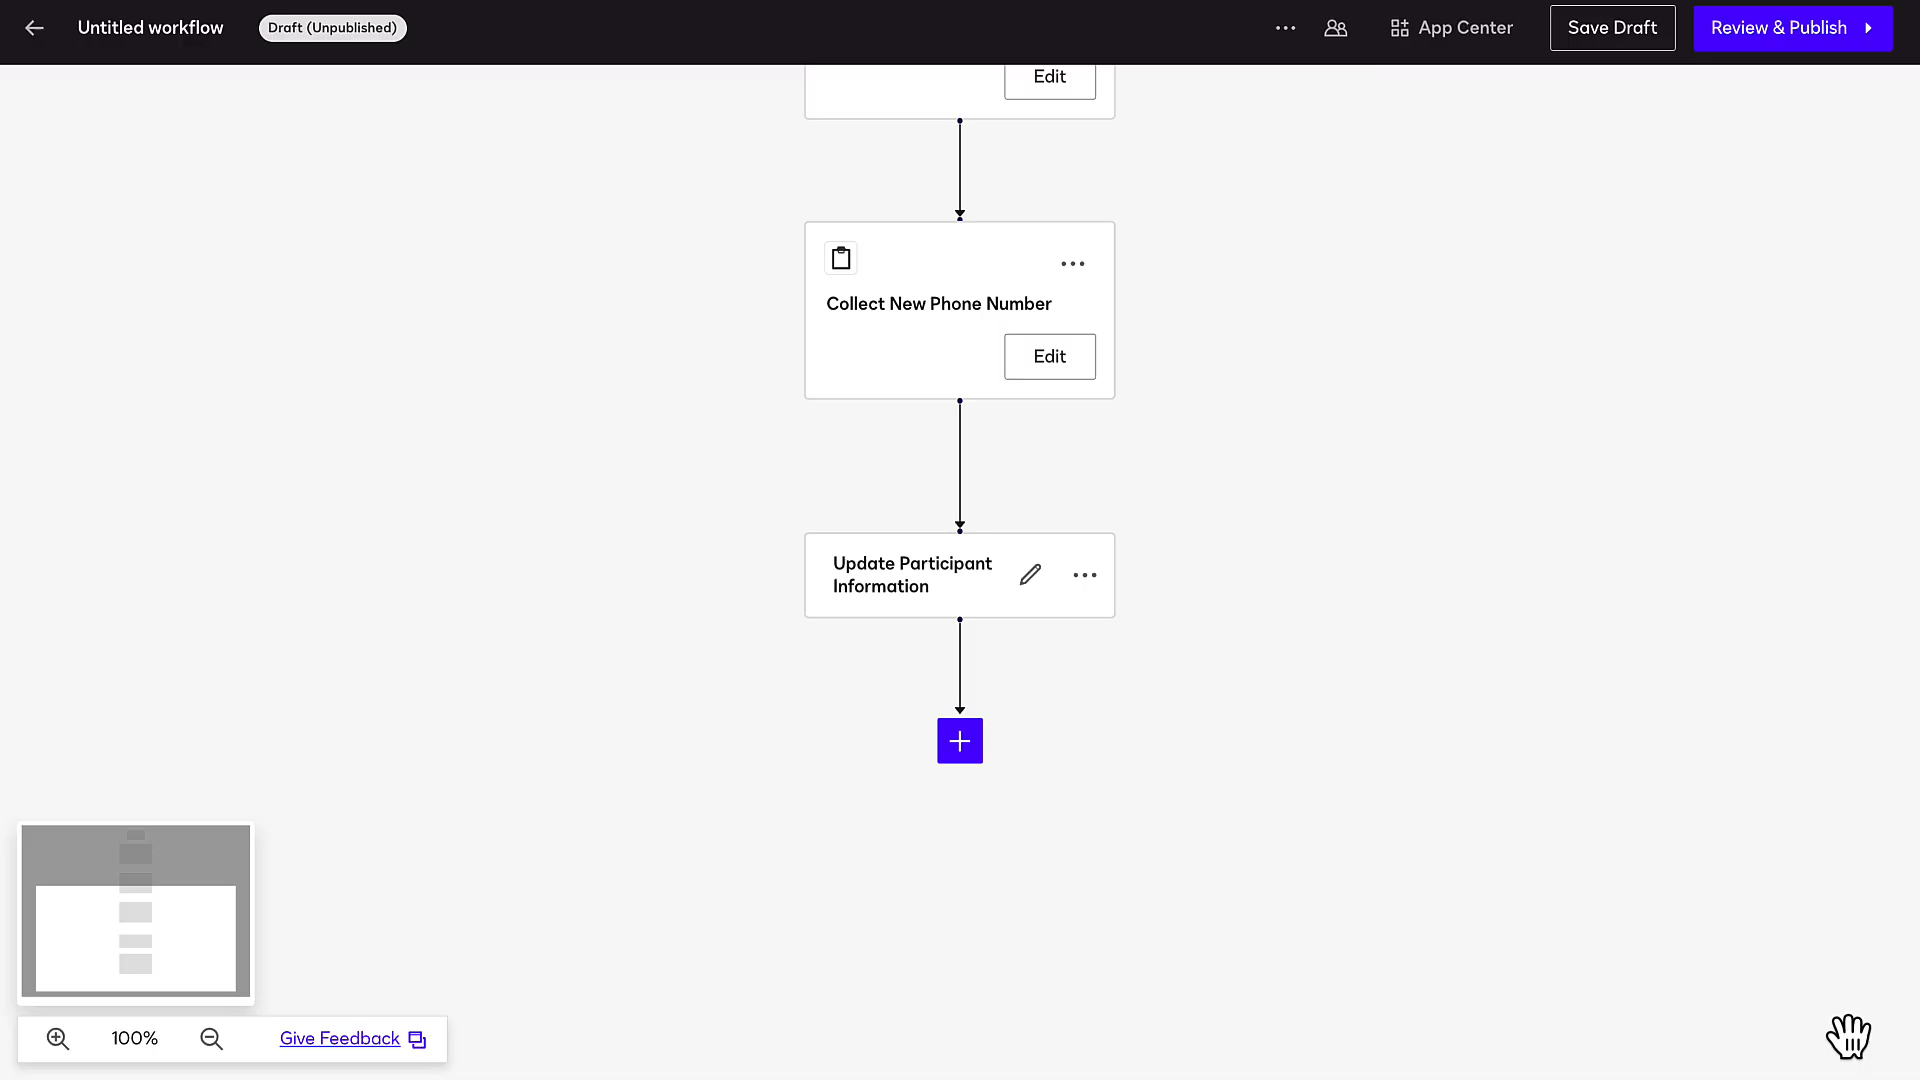 Untitled workflow
Draft (Unpublished)
App Center
Save Draft
Review & Publish
Edit
Collect New Phone Number
Edit
Update Participant
Information
100%
Give Feedback